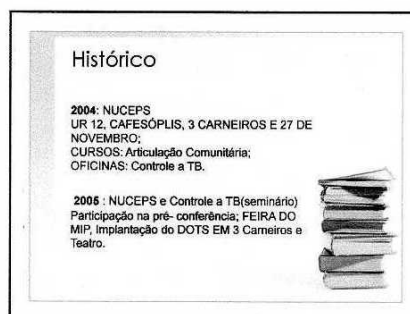 Histórico
2004: NUCEPS
UR 12, CAFESÓPLIS, 3 CARNEIROS E 27 DE
NOVEMBRO;
CURSOS: Articulação Comunitária;
OFICINAS: Controle a TB.
2005 : NUCEPS e Controle a TB(seminário)
Participação na pré- conferência; FEIRA DO
MIP, Implantação do DOTS EM 3 Carneiros e
Teatro.